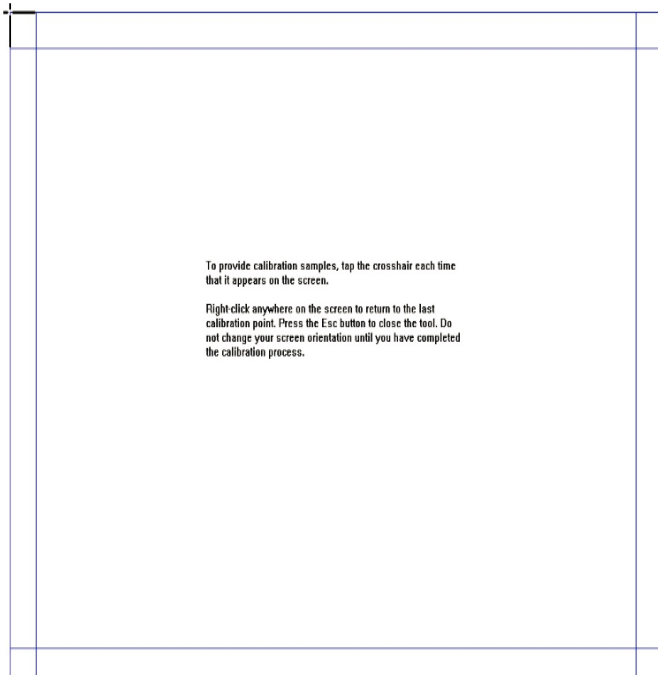 To provide calibration samples, tap the crosshair each time
that it appears on the screen.
Right-click anywhere on the screen to return to the last
calibration point. Press the Esc button to close the tool. Do
not change your screen orientation until you have completed
the calibration process.